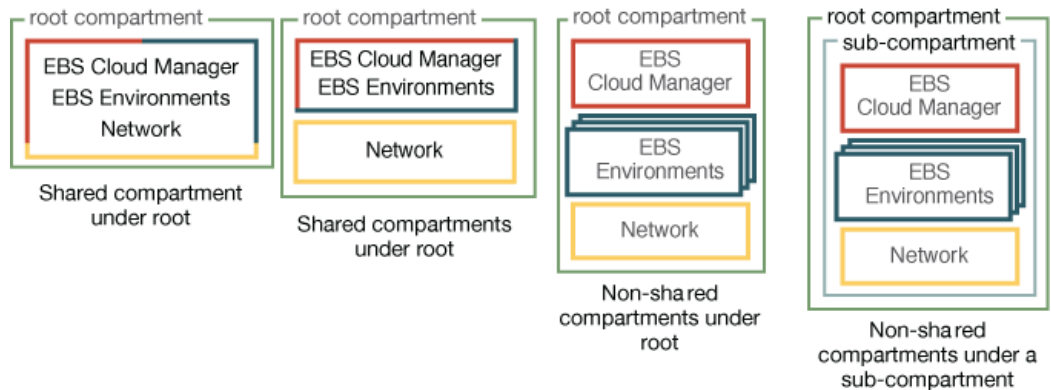 root compartment
EBS Cloud Manager
EBS Environments
Network
Shared compartment
under root
root compartment
EBS Cloud Manager
EBS Environments
Network
Shared compartments
under root
root compartment
EBS
Cloud Manager
EBS
Environments
Network
Non-shared
compartments under
root
root compartment
sub-compartment
EBS
Cloud Manager
EBS
Environments
Network
Non-shared
compartments under a
sub-compartment